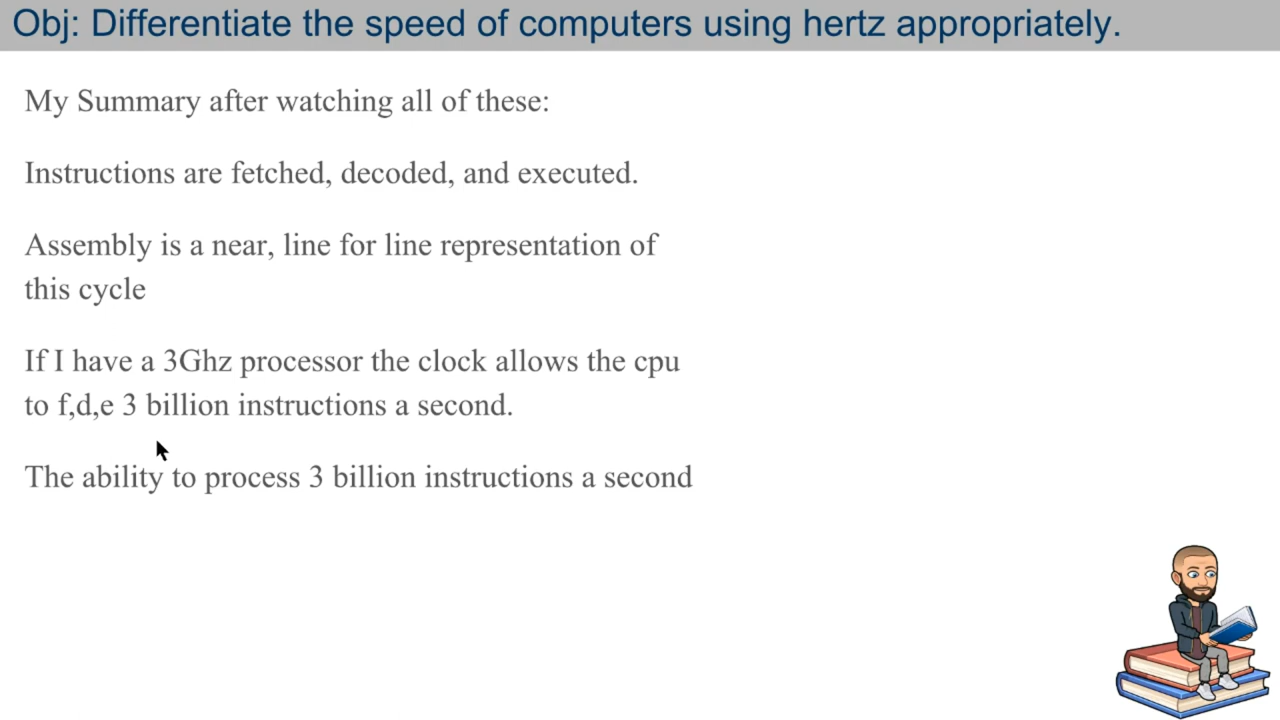 Obj: Differentiate the speed of computers using hertz appropriately.
My Summary after watching all of these:
Instructions are fetched, decoded, and executed.
Assembly is a near, line for line representation of
this cycle
If I have a 3Ghz processor the clock allows the cpu
to f,d,e 3 billion instructions a second.
The ability to process 3 billion instructions a second